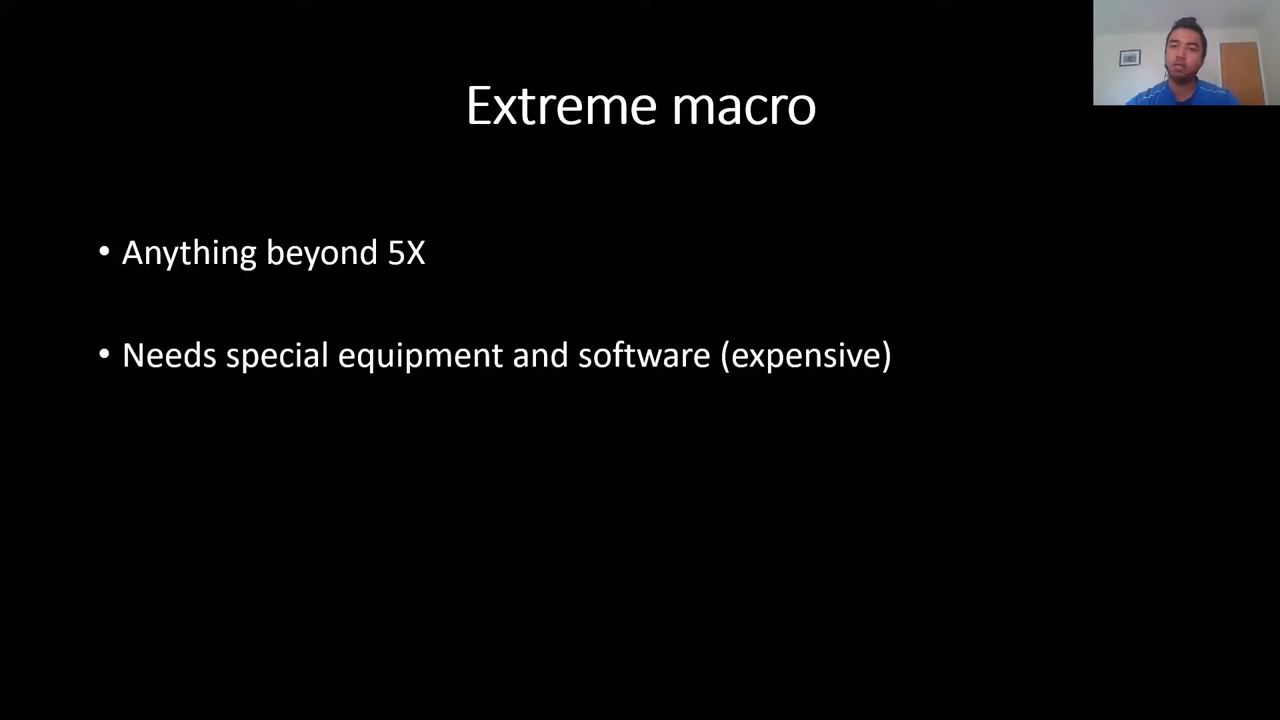 Extreme macro
• Anything beyond 5X
• Needs special equipment and software (expensive)